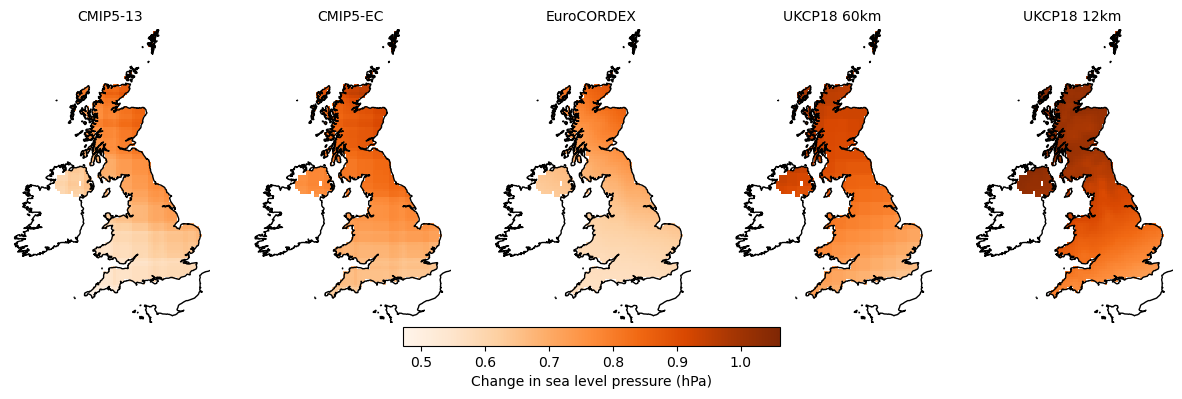 CMIP5-13
CMIP5-EC
EuroCORDEX
UKCP18 60km
UKCP18 12km
0.5 0.6 0.7 0.8 0.9 1.0
Change in sea level pressure (hPa)